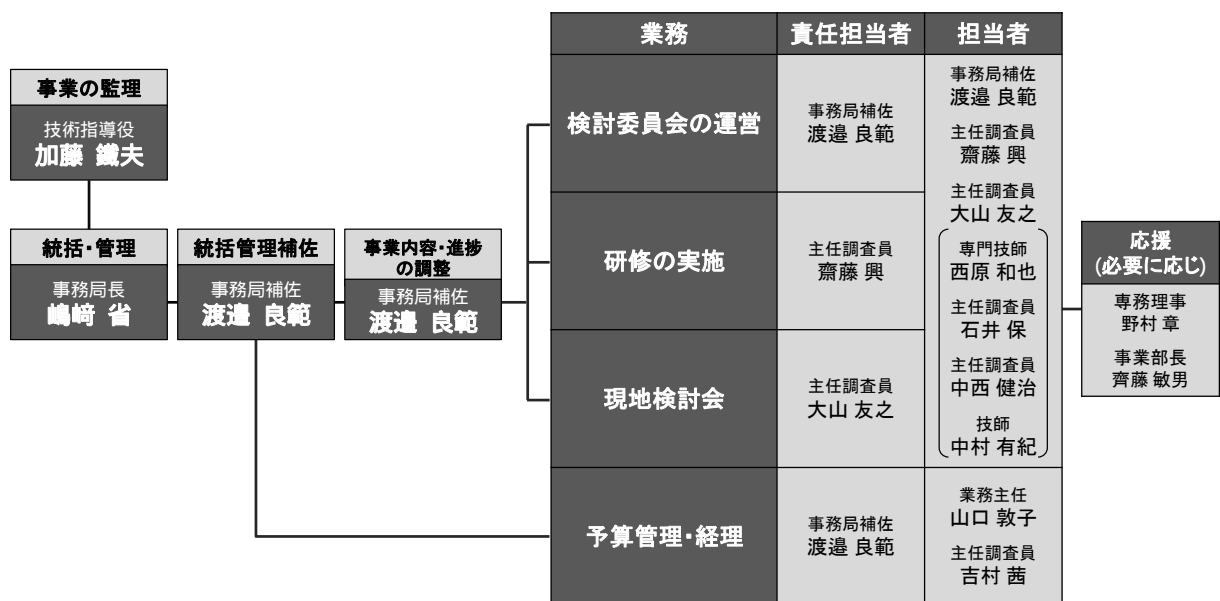 事業の監理
技術指導役
加藤 鐵夫
統括・管理
事務局長
嶋﨑 省
統括管理補佐
事務局補佐
渡邉 良範
事業内容・進捗
の調整
事務局補佐
渡邉 良範
業務
責任担当者
担当者
検討委員会の運営
事務局補佐
渡邉 良範
研修の実施
主任調査員
齋藤 興
現地検討会
主任調査員
大山 友之
予算管理・経理
事務局補佐
渡邉 良範
事務局補佐
渡邉 良範
主任調査員
齋藤 興
主任調査員
大山 友之
専門技師
西原 和也
主任調査員
石井 保
主任調査員
中西 健治
技師
中村 有紀
業務主任
山口 敦子
主任調査員
吉村 茜
応援
(必要に応じ)
専務理事
野村 章
事業部長
齊藤 敏男